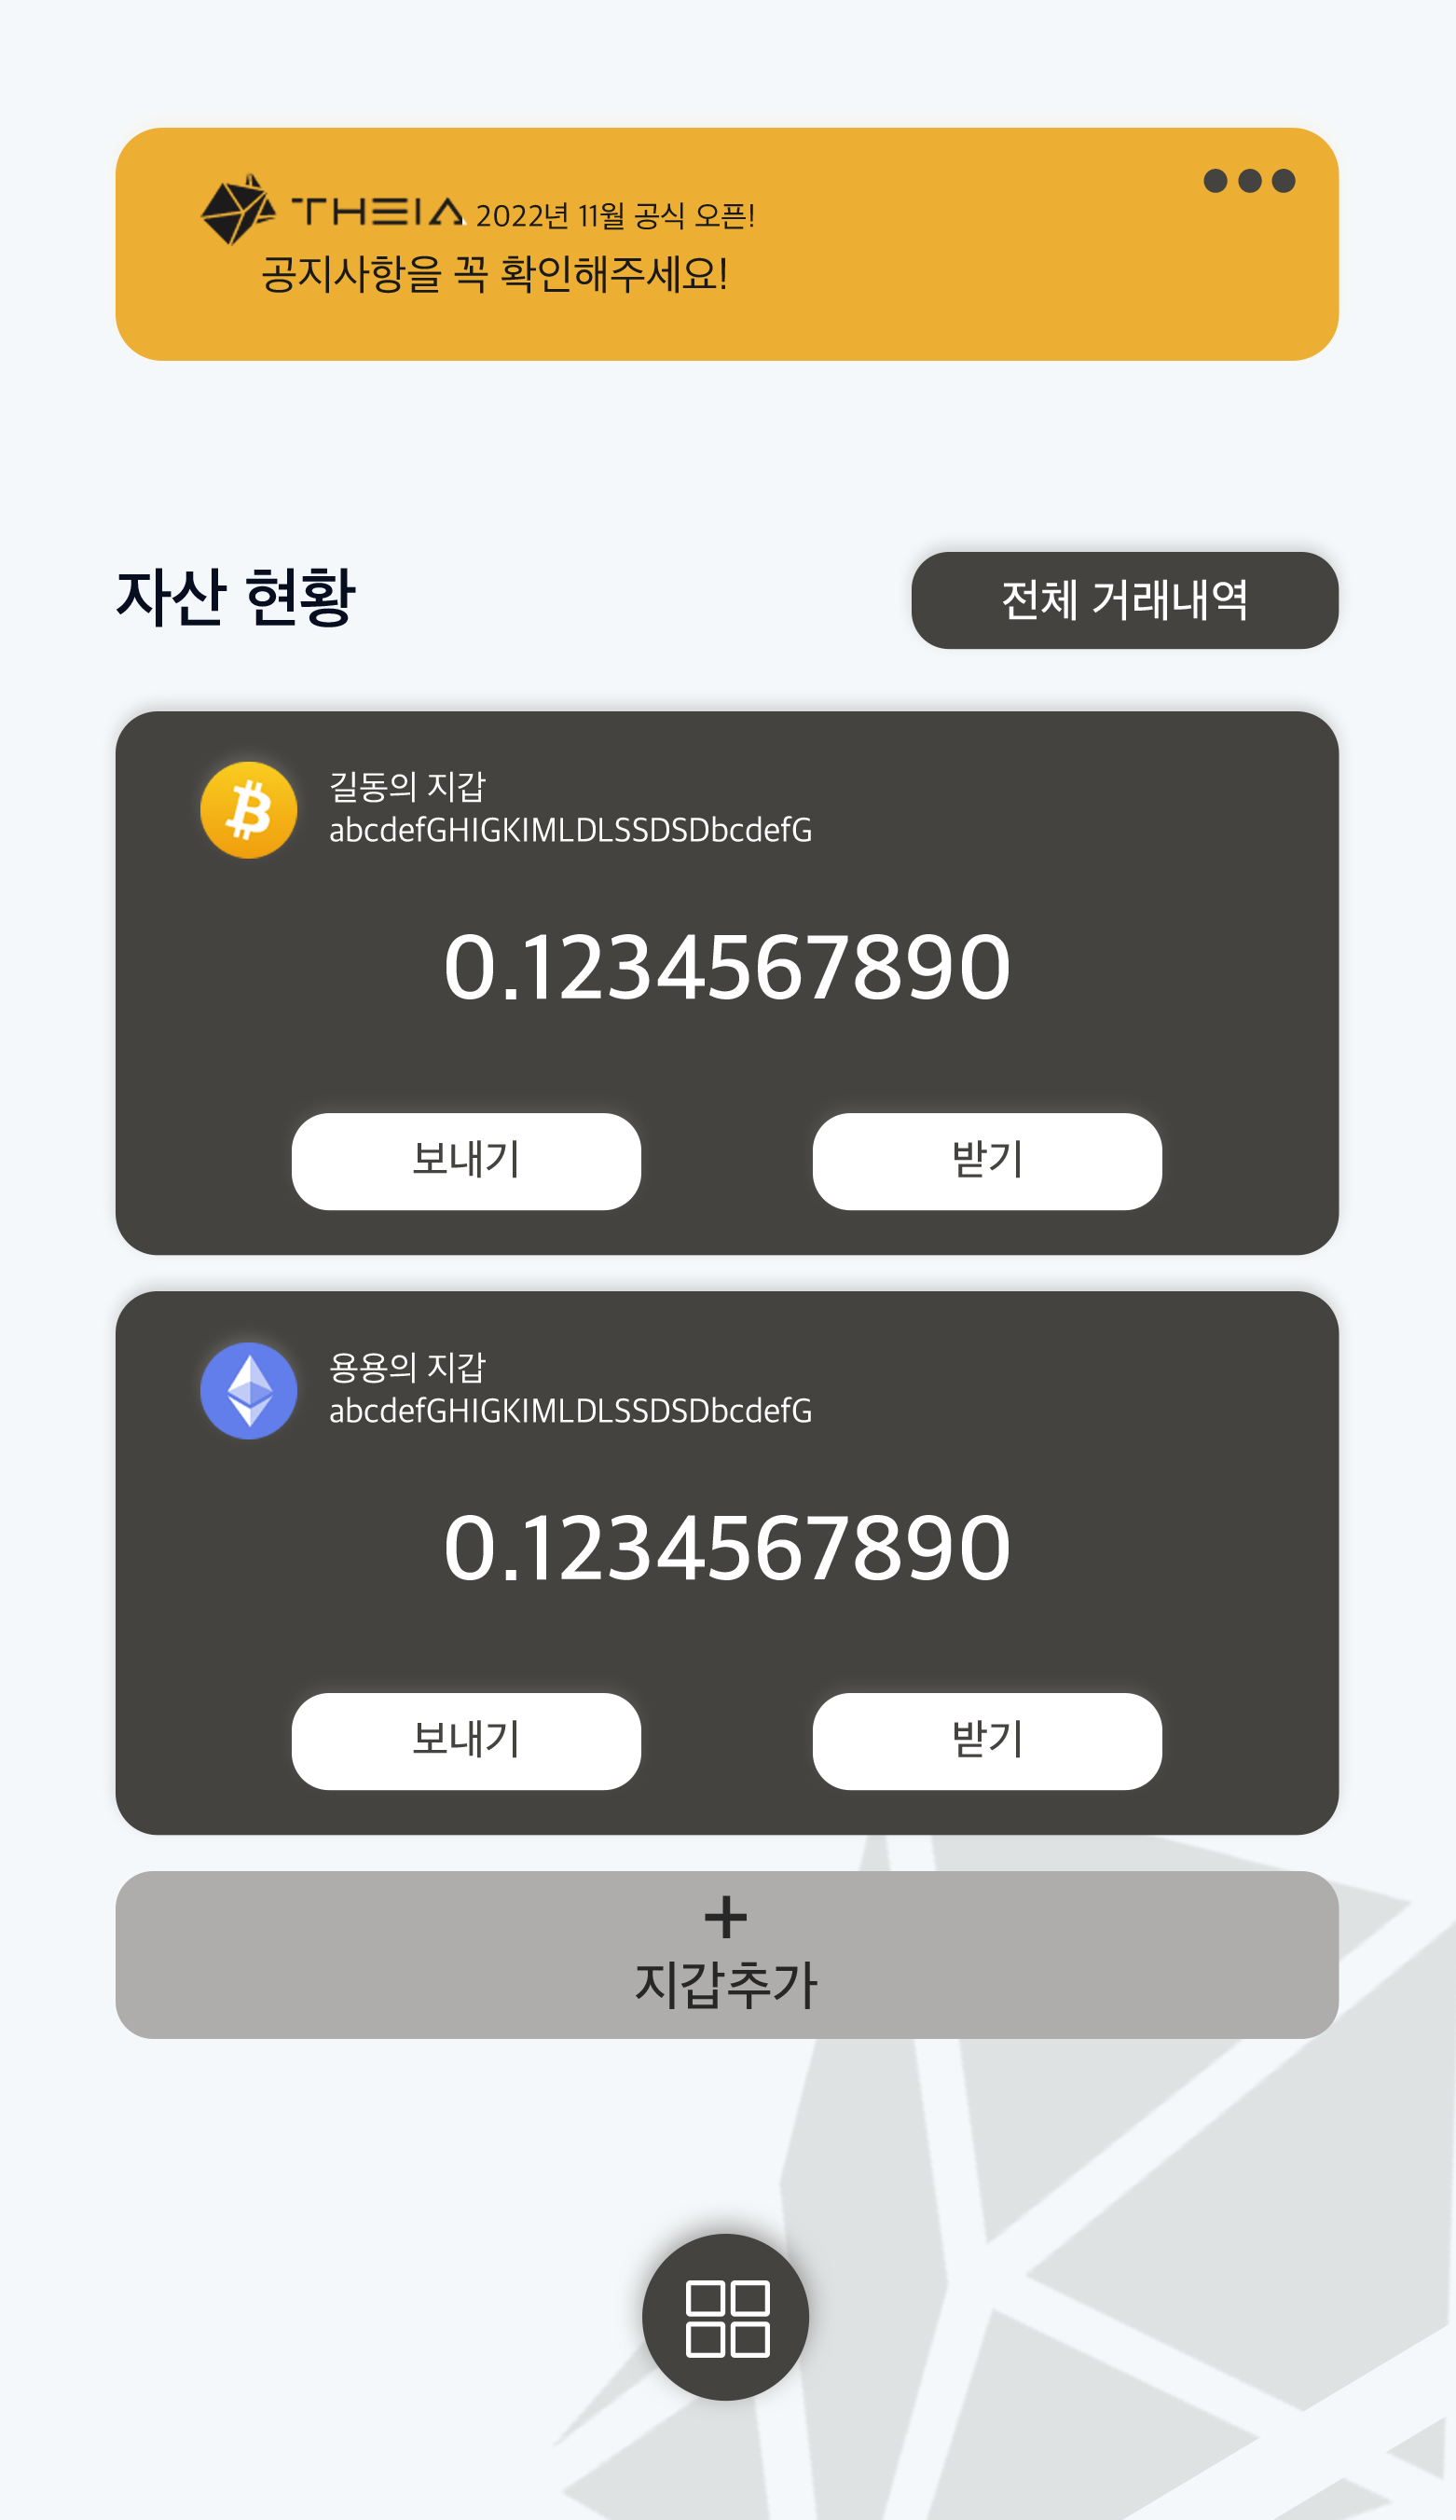 THEIA 2022년 11월 공식 오픈!
공지사항을 꼭 확인해주세요!
자산 현황
전체 거래내역
길동의 지갑
abcdefGHIGKIMLDLSSDSDbcdefG
0.1234567890
보내기 받기
용용의 지갑
abcdefGHIGKIMLDLSSDSDbcdefG
0.1234567890
보내기 받기
+
지갑추가